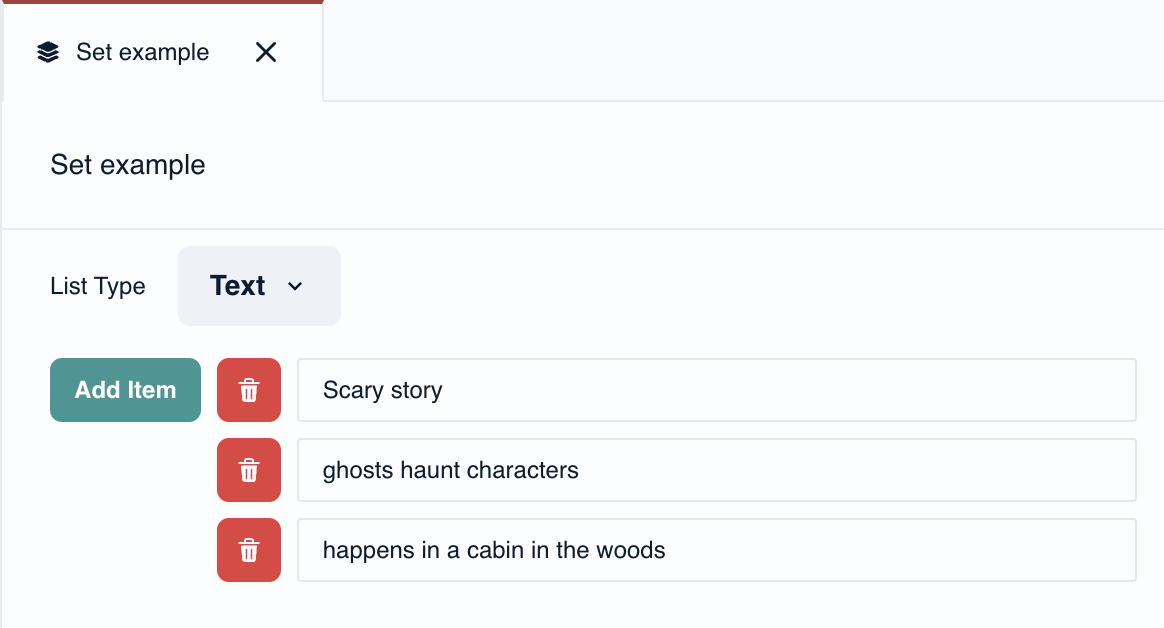 Set example
Set example
List Type
Text
Add Item
Scary story
ghosts haunt characters
happens in a cabin in the woods